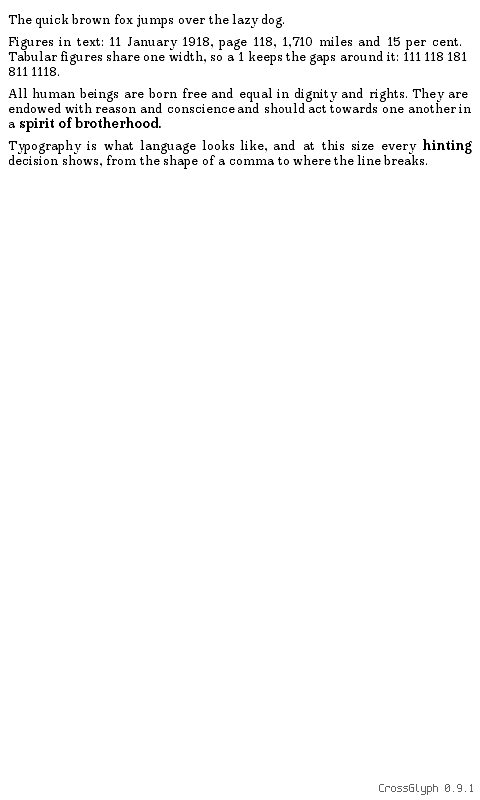 The quick brown fox jumps over the lazy dog.
Figures in text: 11 January 1918, page 118, 1,710 miles and 15 per cent.
Tabular figures share one width, so a 1 keeps the gaps around it: 111 118 181
811 1118.
All human beings are born free and equal in dignity and rights. They are
endowed with reason and conscience and should act towards one another in
a spirit of brotherhood.
Typography is what language looks like, and at this size every hinting
decision shows, from the shape of a comma to where the line breaks.
CrossGlyph 0.9.1